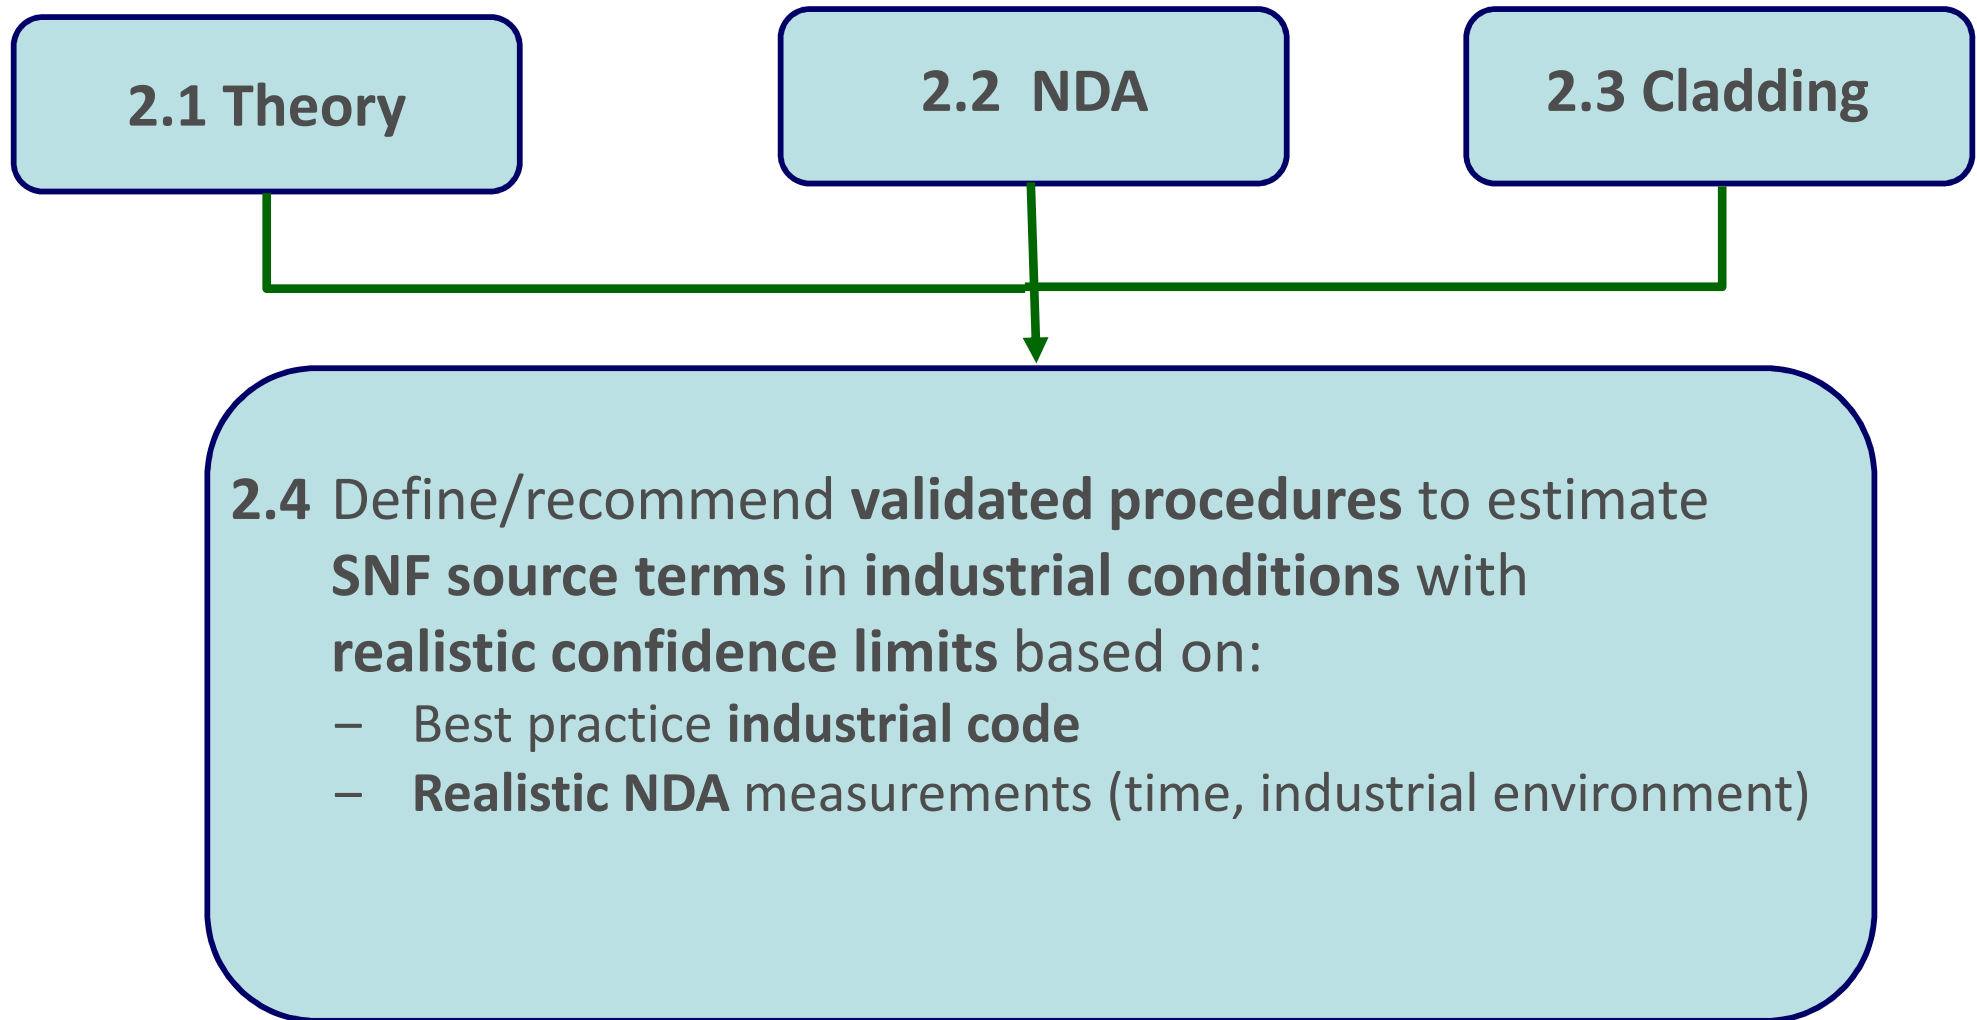 2.1 Theory
2.2 NDA
2.3 Cladding
2.4 Define/recommend validated procedures to estimate
SNF source terms in industrial conditions with
realistic confidence limits based on:
– Best practice industrial code
– Realistic NDA measurements (time, industrial environment)